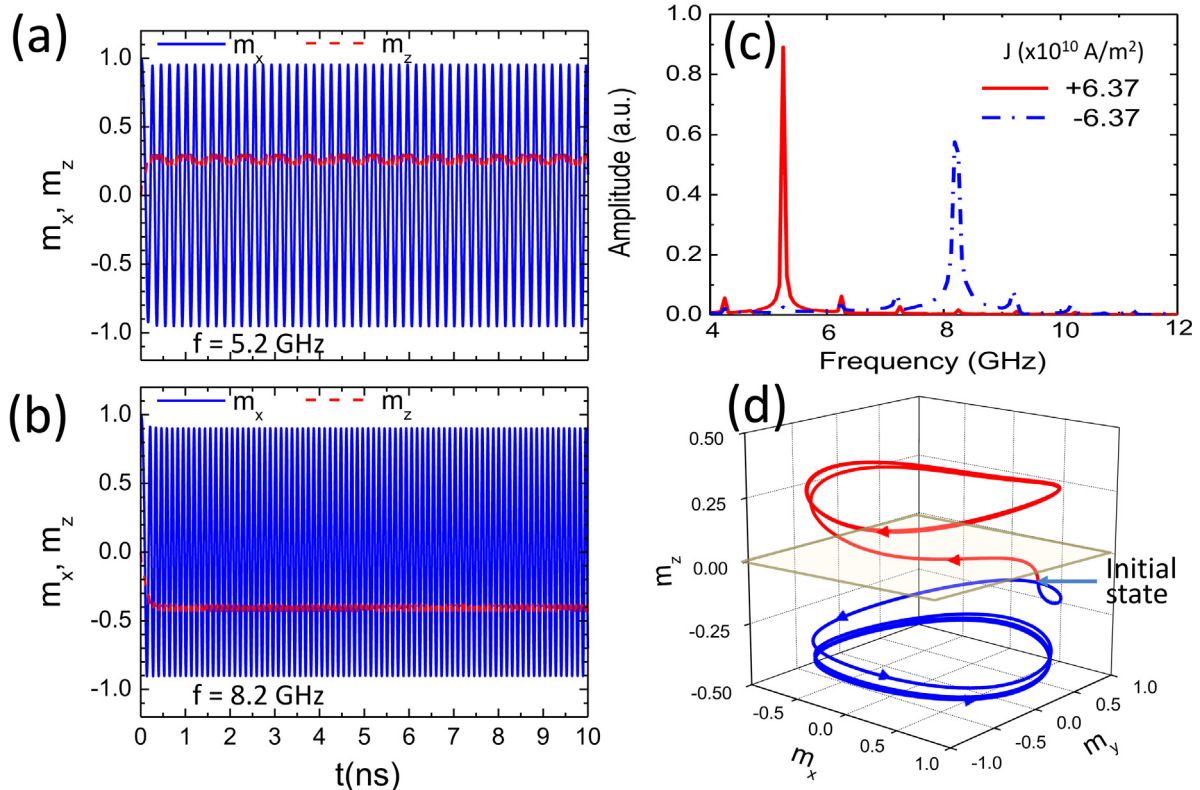 (a)
m_x m_z
1.0
0.5
0.0
-0.5
-1.0
m_x, m_z
f = 5.2 GHz
(b)
m_x m_z
1.0
0.5
0.0
-0.5
-1.0
m_x, m_z
f = 8.2 GHz
0 1 2 3 4 5 6 7 8 9 10
t(ns)
(c)
J (x10^10 A/m^2)
+6.37
-6.37
1.0
0.8
0.6
0.4
0.2
0.0
Amplitude (a.u.)
4 6 8 10 12
Frequency (GHz)
(d)
0.50
0.25
0.00
-0.25
-0.50
m_z
Initial
state
-0.5
0.0
0.5
1.0
m_x
-1.0
-0.5
0.0
0.5
1.0
m_y